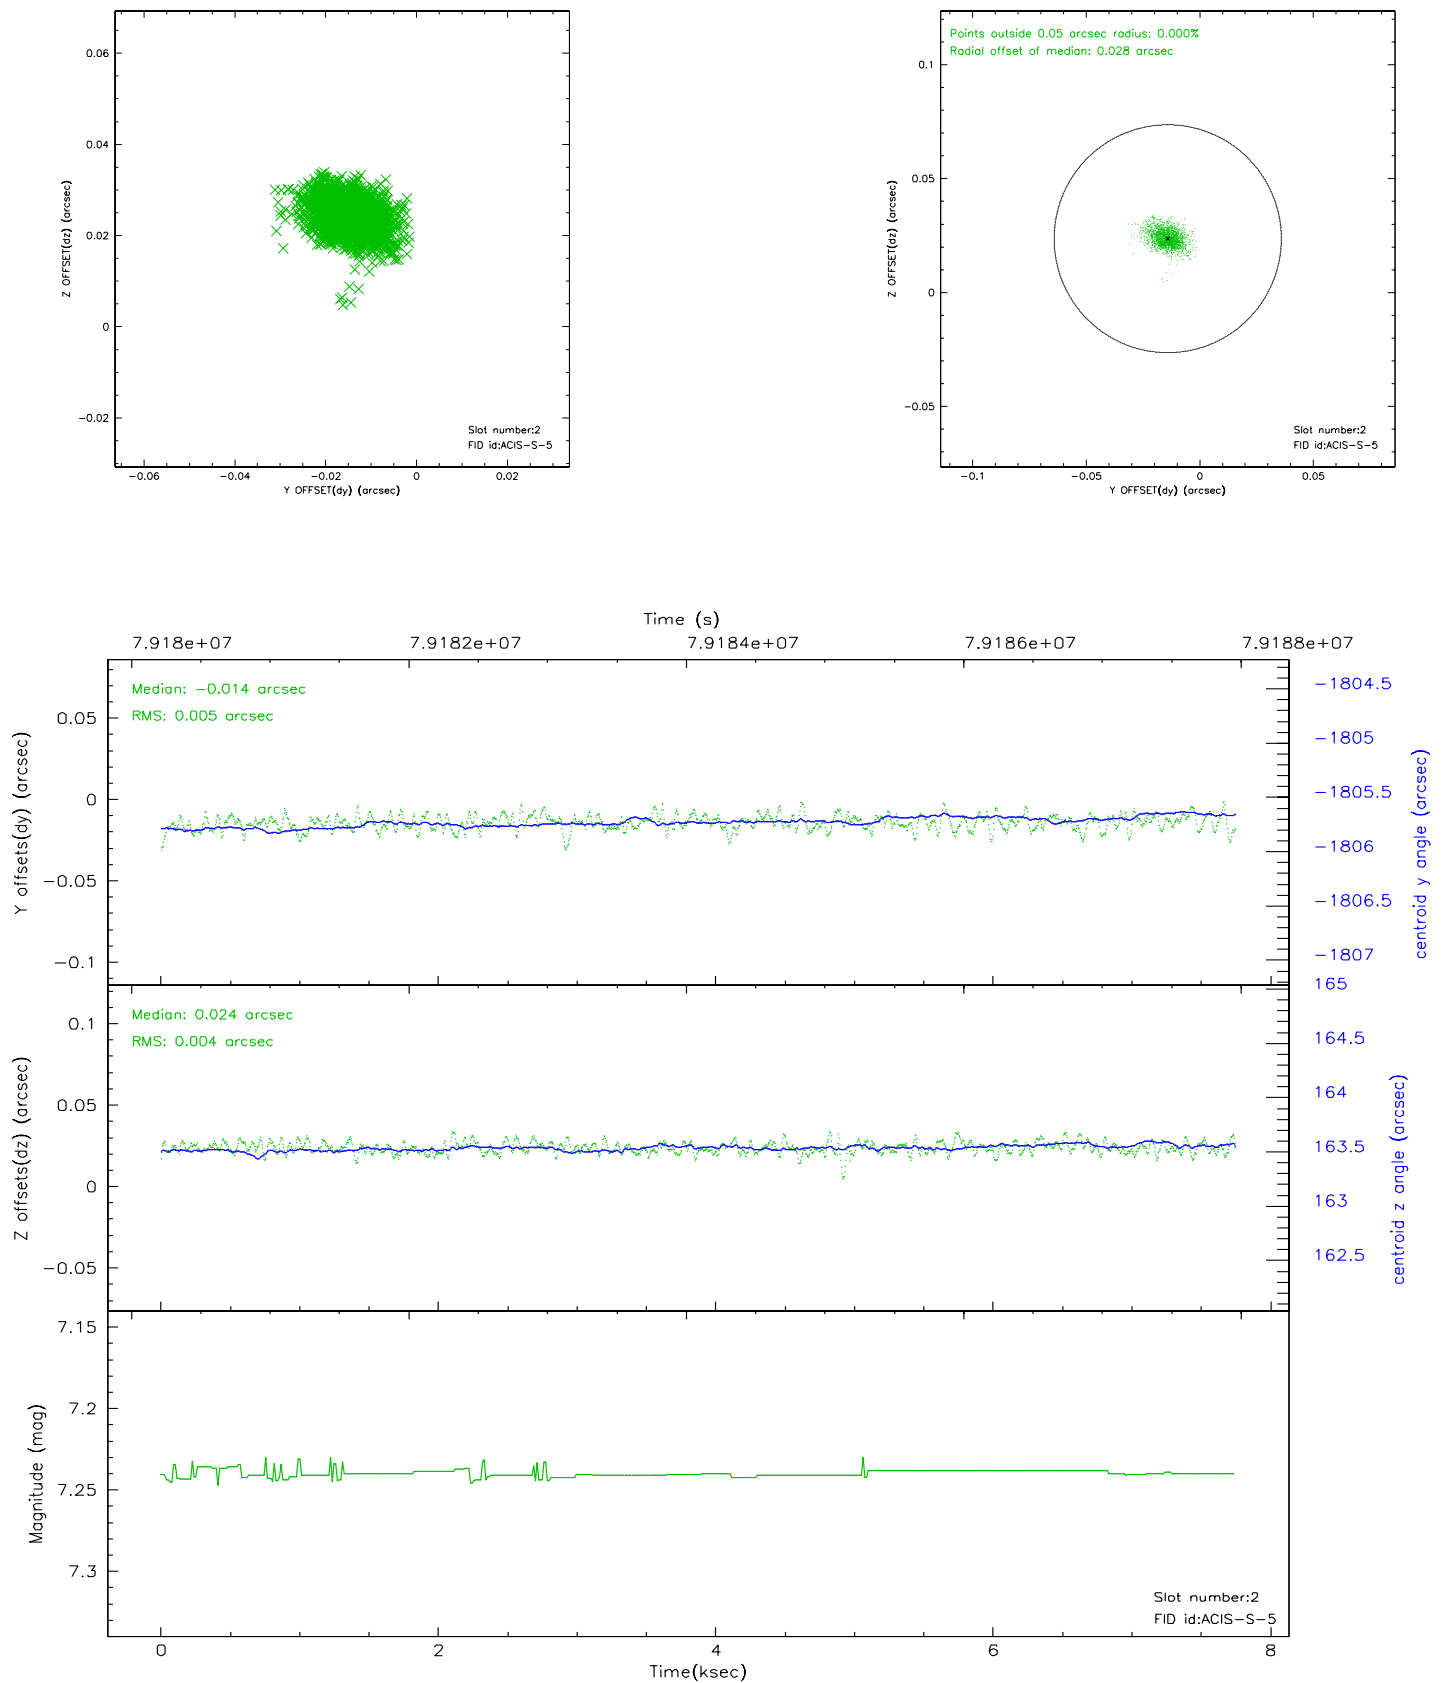 0.06
0.04
0.02
0
-0.02
Z OFFSET(dz) (arcsec)
Slot number:2
FID id:ACIS-S-5
-0.06 -0.04 -0.02 0 0.02
Y OFFSET(dy) (arcsec)
Points outside 0.05 arcsec radius: 0.000%
Radial offset of median: 0.028 arcsec
0.1
0.05
0
-0.05
Z OFFSET(dz) (arcsec)
Slot number:2
FID id:ACIS-S-5
-0.1 -0.05 0 0.05
Y OFFSET(dy) (arcsec)
Time (s)
7.918e+07 7.9182e+07 7.9184e+07 7.9186e+07 7.9188e+07
Median: -0.014 arcsec
RMS: 0.005 arcsec
0.05
0
-0.05
-0.1
Y offsets(dy) (arcsec)
-1804.5
-1805
-1805.5
-1806
-1806.5
-1807
centroid y angle (arcsec)
Median: 0.024 arcsec
RMS: 0.004 arcsec
0.1
0.05
0
-0.05
Z offsets(dz) (arcsec)
165
164.5
164
163.5
163
162.5
centroid z angle (arcsec)
7.15
7.2
7.25
7.3
Magnitude (mag)
Slot number:2
FID id:ACIS-S-5
0 2 4 6 8
Time(ksec)